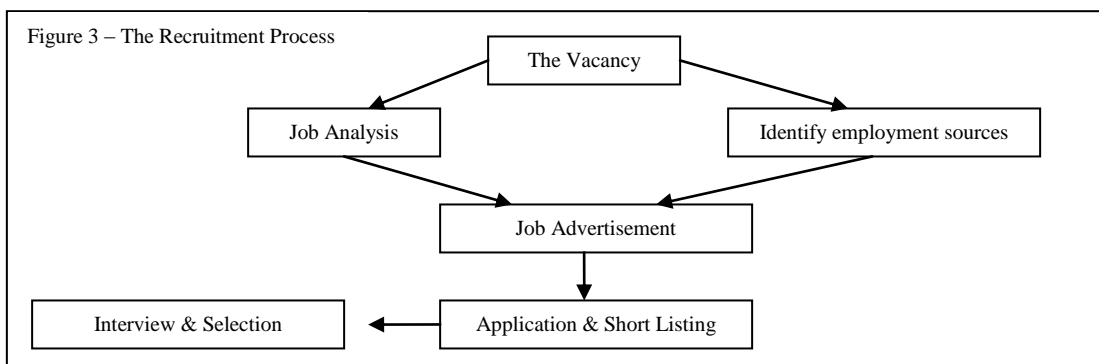 Figure 3 – The Recruitment Process
The Vacancy
Job Analysis
Identify employment sources
Job Advertisement
Interview & Selection
Application & Short Listing